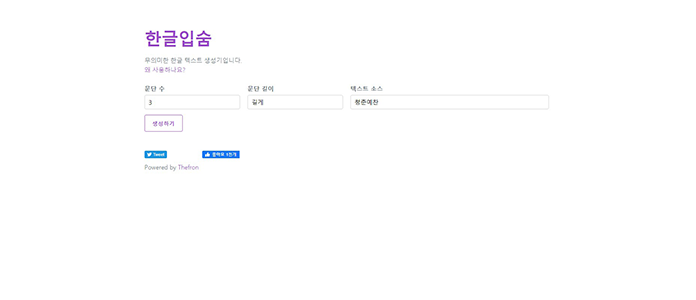 한글입숨
무의미한 한글 텍스트 생성기입니다.
왜 사용하나요?
문단 수 문단 길이 텍스트 소스
3 길게 청춘예찬
생성하기
Tweet 좋아요 1천개
Powered by Thefron